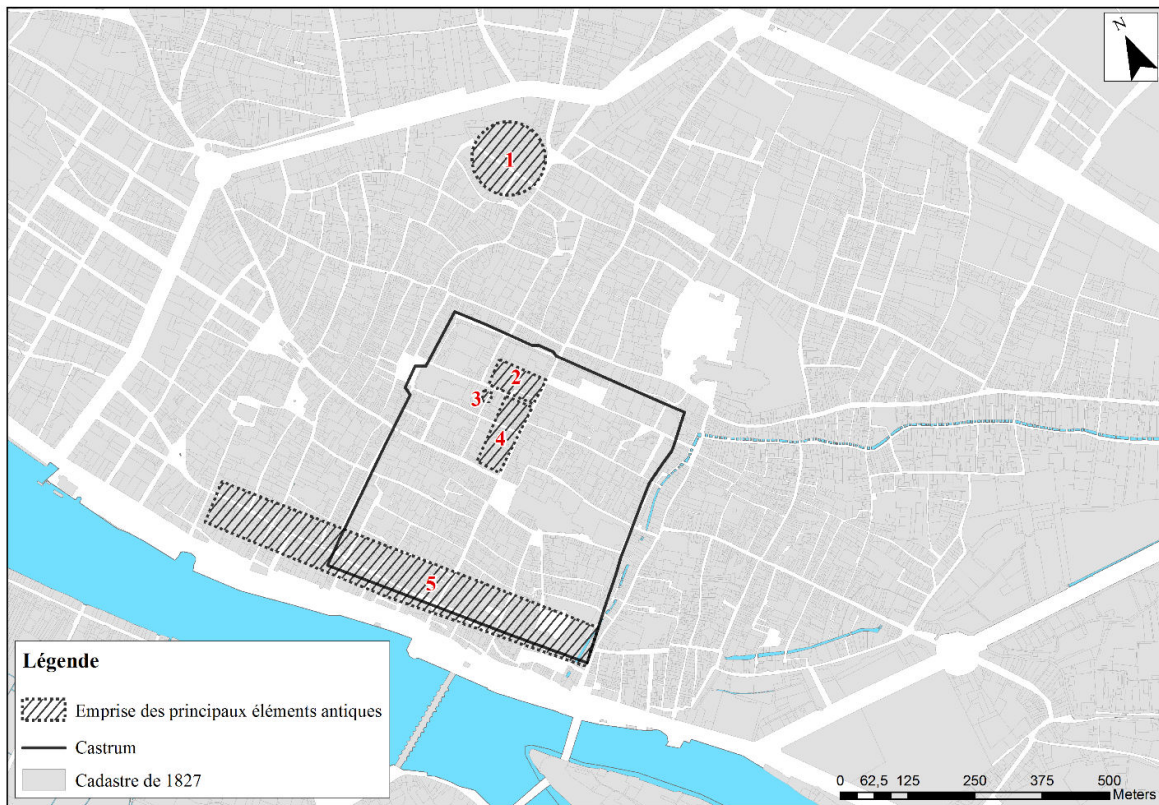 N
1
2
3
4
5
Légende
Emprise des principaux éléments antiques
Castrum
Cadastre de 1827
0 62,5 125 250 375 500
Meters